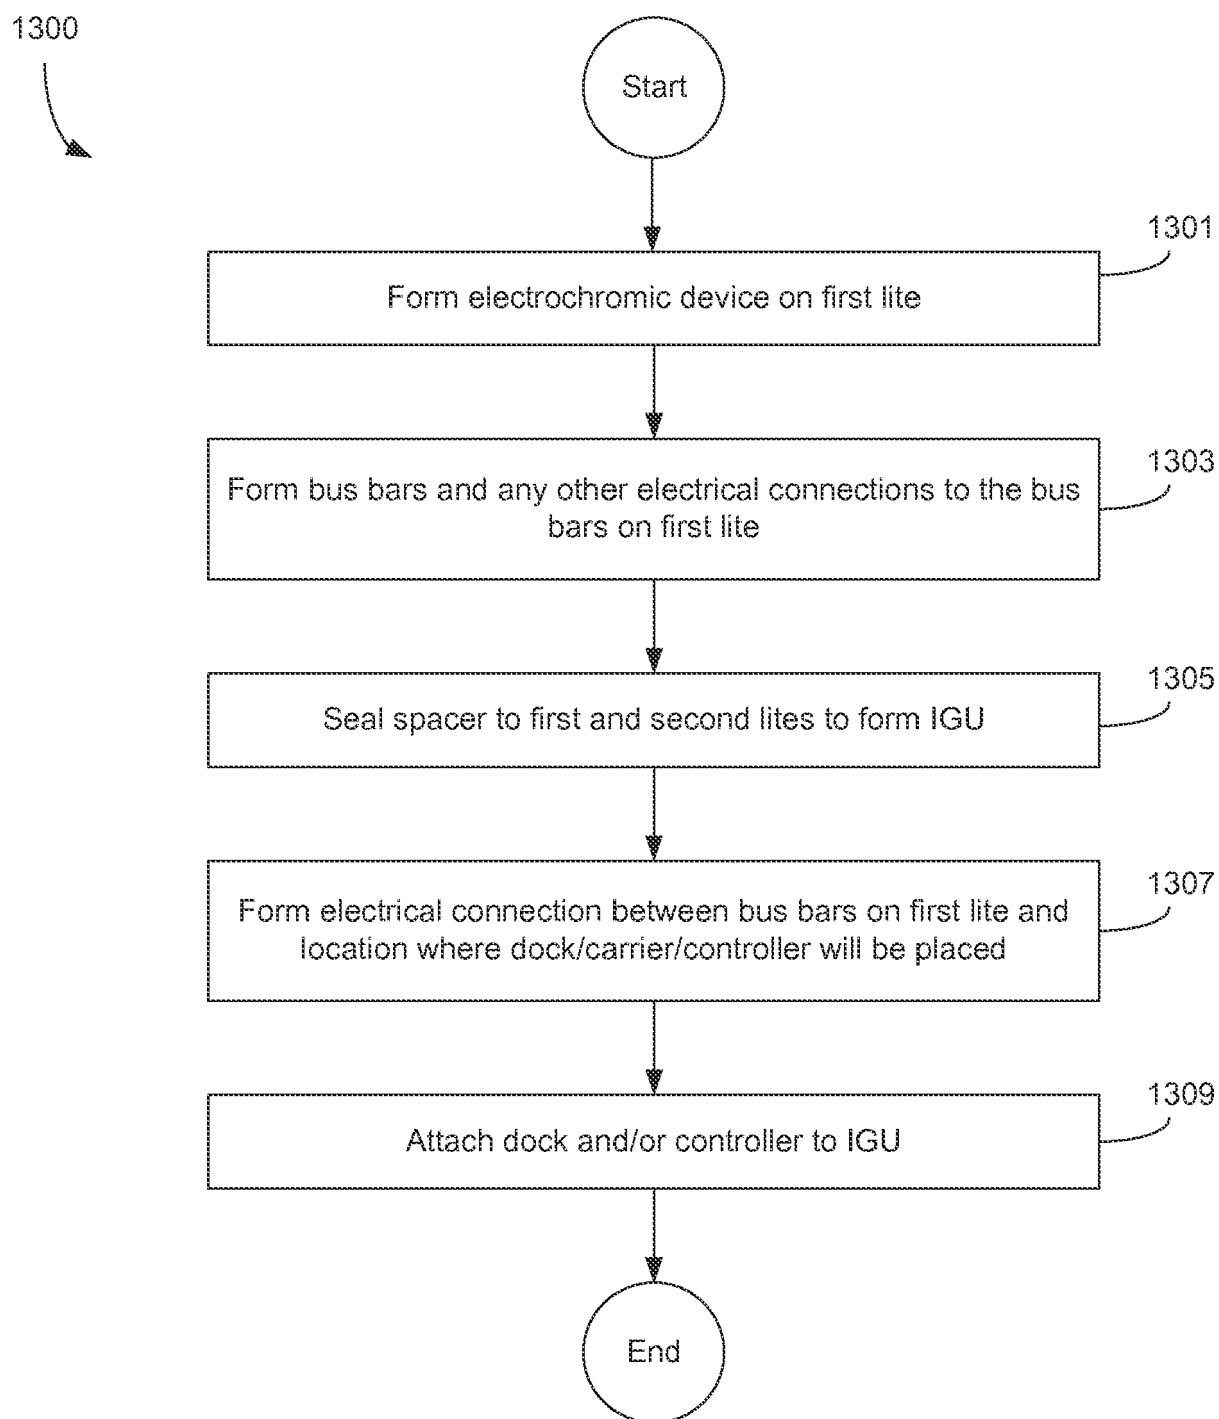 1300
Start
1301
Form electrochromic device on first lite
1303
Form bus bars and any other electrical connections to the bus
bars on first lite
1305
Seal spacer to first and second lites to form IGU
1307
Form electrical connection between bus bars on first lite and
location where dock/carrier/controller will be placed
1309
Attach dock and/or controller to IGU
End